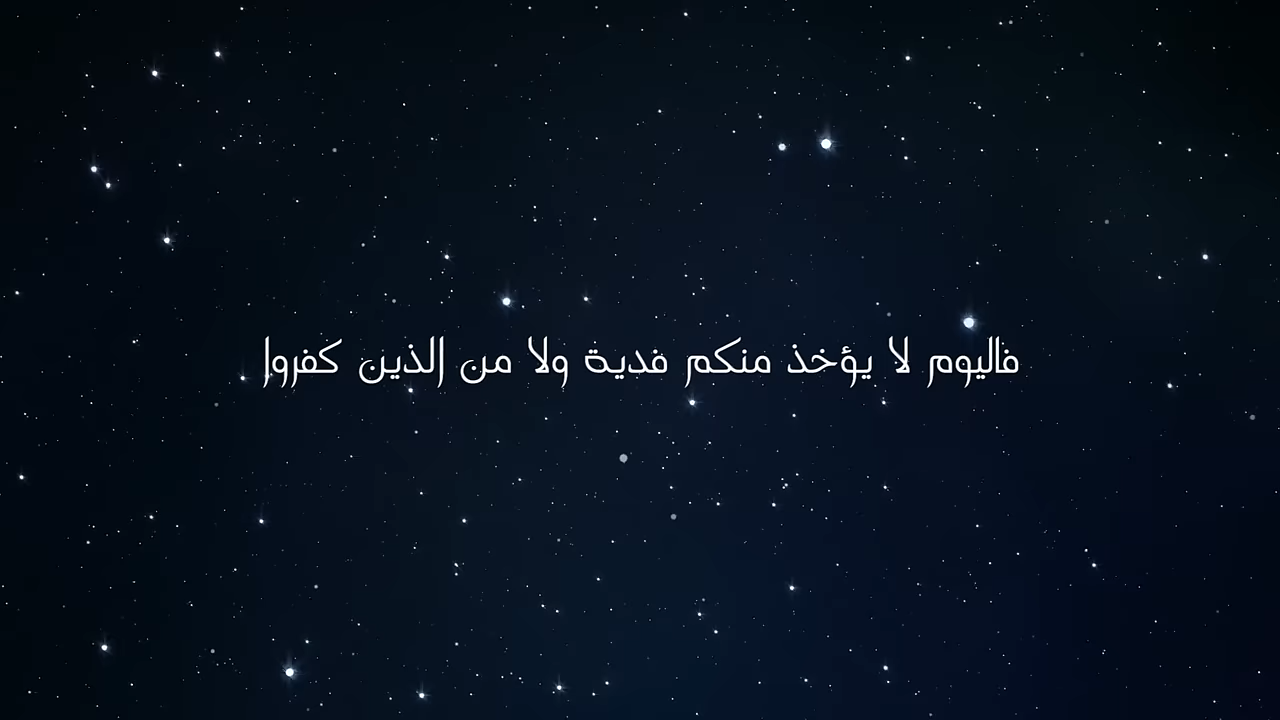 فاليوم لا يؤخذ منكم فدية ولا من الذين كفروا